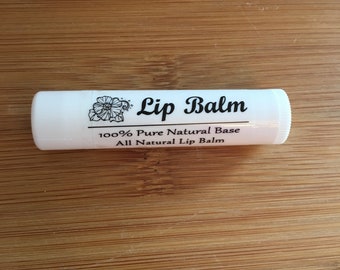 Lip Balm
100% Pure Natural Base
All Natural Lip Balm